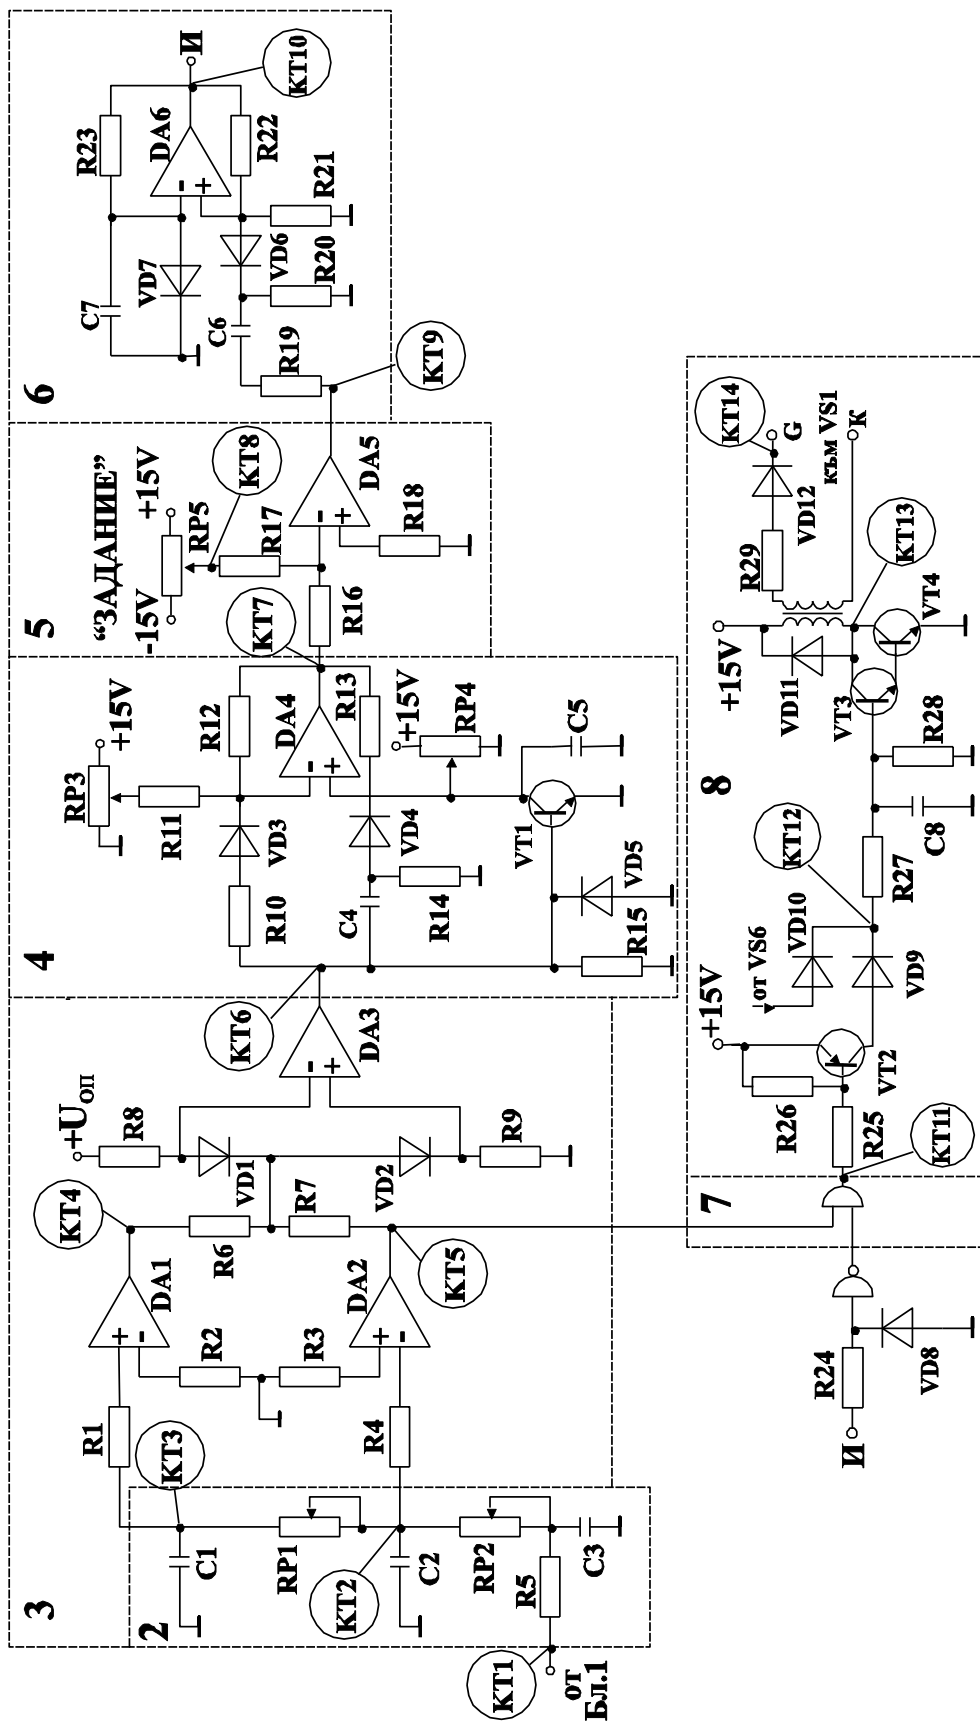 3
2
от
Бл.1
КТ1
R5
C3
RP2
КТ2
C2
RP1
C1
КТ3
R1
R4
R2
R3
+
-
DA1
+
-
DA2
КТ4
КТ5
R6
R7
+U оп
R8
VD1
VD2
R9
-
+
DA3
КТ6
4
R10
VD3
R11
RP3
+15V
R12
-
+
DA4
R13
C4
R14
VD4
+15V
RP4
C5
VT1
VD5
R15
КТ7
5
“ЗАДАНИЕ”
-15V
+15V
RP5
КТ8
R17
R16
-
+
DA5
R18
КТ9
6
R19
C6
R20
VD6
R21
C7
VD7
-
+
DA6
R23
R22
И
КТ10
И
R24
VD8
7
КТ11
R25
R26
+15V
VT2
от VS6
VD10
VD9
КТ12
8
R27
C8
R28
VT3
VT4
VD11
+15V
КТ13
R29
VD12
КТ14
G
към VS1
К